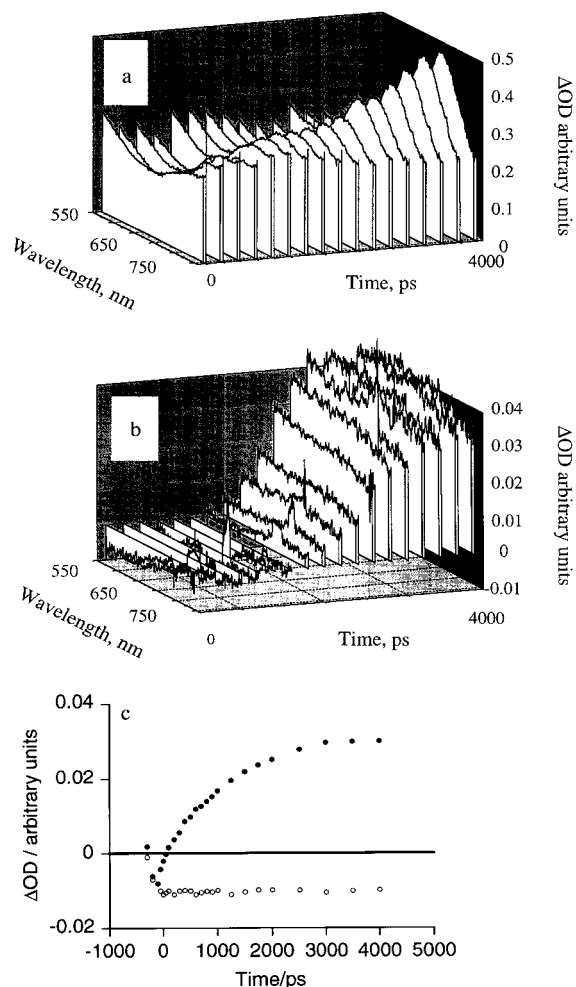 a
0.5
0.4
0.3
0.2
0.1
0
ΔOD arbitrary units
550
650
750
Wavelength, nm
0
Time, ps
4000
b
0.04
0.03
0.02
0.01
0
-0.01
ΔOD arbitrary units
550
650
750
Wavelength, nm
0
Time, ps
4000
c
0.04
0.02
0
-0.02
ΔOD / arbitrary units
-1000 0 1000 2000 3000 4000 5000
Time/ps